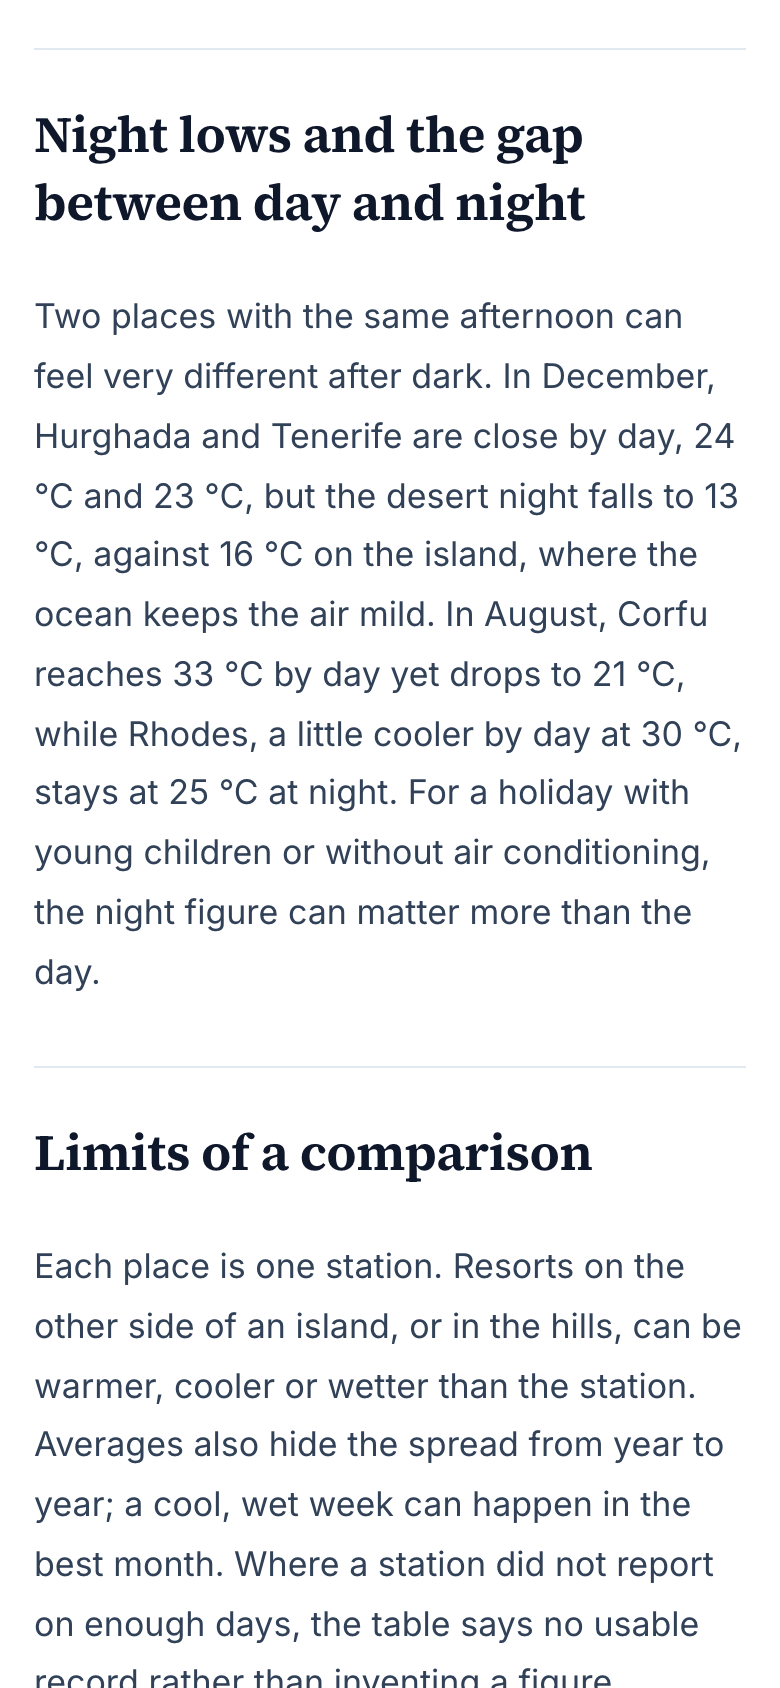 Night lows and the gap
between day and night
Two places with the same afternoon can
feel very different after dark. In December,
Hurghada and Tenerife are close by day, 24
°C and 23 °C, but the desert night falls to 13
°C, against 16 °C on the island, where the
ocean keeps the air mild. In August, Corfu
reaches 33 °C by day yet drops to 21 °C,
while Rhodes, a little cooler by day at 30 °C,
stays at 25 °C at night. For a holiday with
young children or without air conditioning,
the night figure can matter more than the
day.
Limits of a comparison
Each place is one station. Resorts on the
other side of an island, or in the hills, can be
warmer, cooler or wetter than the station.
Averages also hide the spread from year to
year; a cool, wet week can happen in the
best month. Where a station did not report
on enough days, the table says no usable
record rather than inventing a figure.